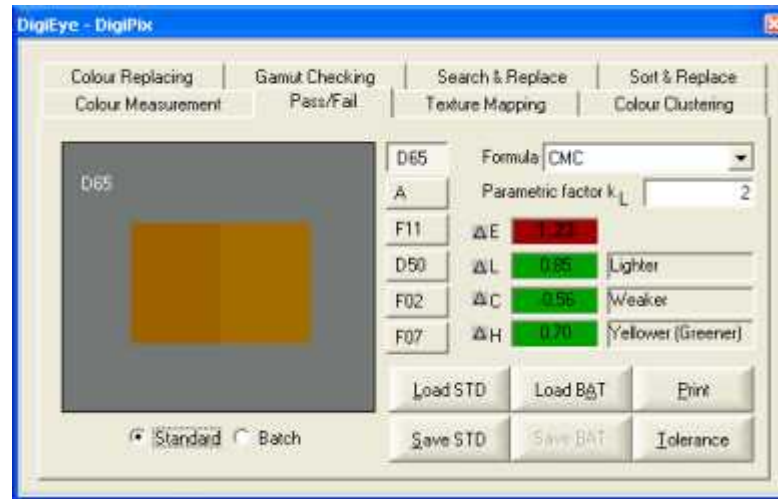 DigiEye - DigiPix
Colour Replacing Gamut Checking Search & Replace Sort & Replace
Colour Measurement Pass/Fail Texture Mapping Colour Clustering
D65
D65
A
F11
D50
F02
F07
Formula CMC
Parametric factor kL 2
ΔE
ΔL 0.85 Lighter
ΔC -0.56 Weaker
ΔH 0.70 Yellower (Greener)
Load STD Load BAT Print
Save STD Save BAT Tolerance
Standard Batch